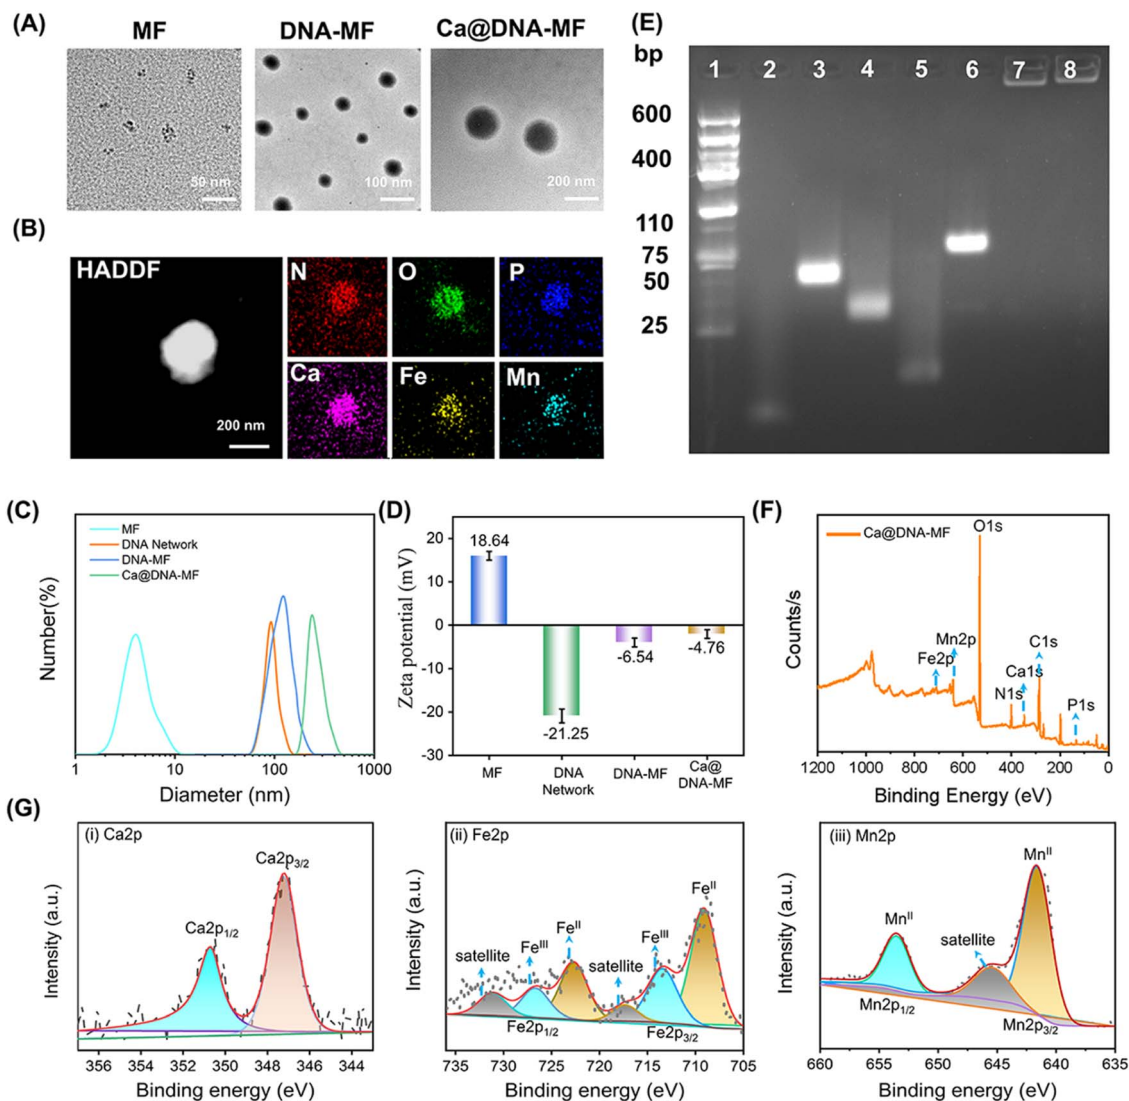 (A)
MF
DNA-MF
Ca@DNA-MF
50 nm
100 nm
200 nm
(B)
HADDF
200 nm
N
O
P
Ca
Fe
Mn
(E)
bp
1 2 3 4 5 6 7 8
600
400
110
75
50
25
(C)
MF
DNA Network
DNA-MF
Ca@DNA-MF
Number(%)
1 10 100 1000
Diameter (nm)
(D)
Zeta potential (mV)
20
10
0
-10
-20
-30
18.64
-21.25
-6.54
-4.76
MF
DNA
Network
DNA-MF
Ca@
DNA-MF
(F)
Ca@DNA-MF
Counts/s
O1s
Fe2p
Mn2p
N1s
Ca1s
C1s
P1s
1200 1000 800 600 400 200 0
Binding Energy (eV)
(G)
(i) Ca2p
Ca2p1/2
Ca2p3/2
Intensity (a.u.)
356 354 352 350 348 346 344
Binding energy (eV)
(ii) Fe2p
Intensity (a.u.)
satellite
FeIII
FeII
satellite
FeIII
FeII
Fe2p1/2
Fe2p3/2
735 730 725 720 715 710 705
Binding energy (eV)
(iii) Mn2p
Intensity (a.u.)
MnII
satellite
MnII
Mn2p1/2
Mn2p3/2
660 655 650 645 640 635
Binding energy (eV)